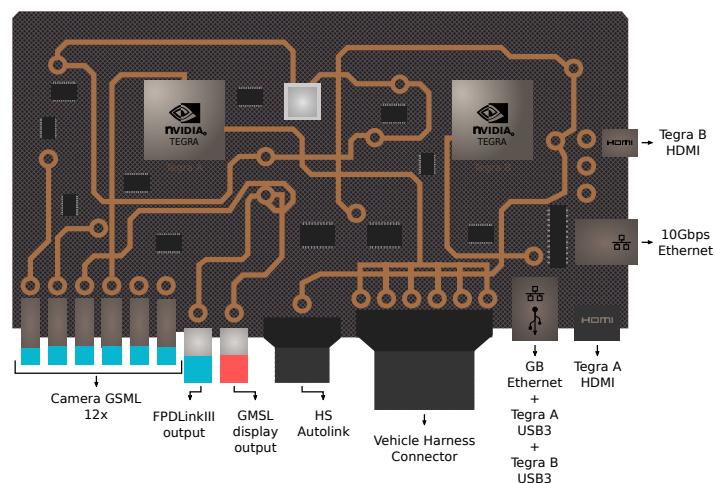 nVIDIA.
TEGRA
Tegra A
nVIDIA.
TEGRA
HDMI
Tegra B
HDMI
10Gbps
Ethernet
HDMI
Camera GSML
12x
FPDLinkIII
output
GMSL
display
output
HS
Autolink
Vehicle Harness
Connector
GB
Ethernet
+
Tegra A
USB3
+
Tegra B
USB3
Tegra A
HDMI